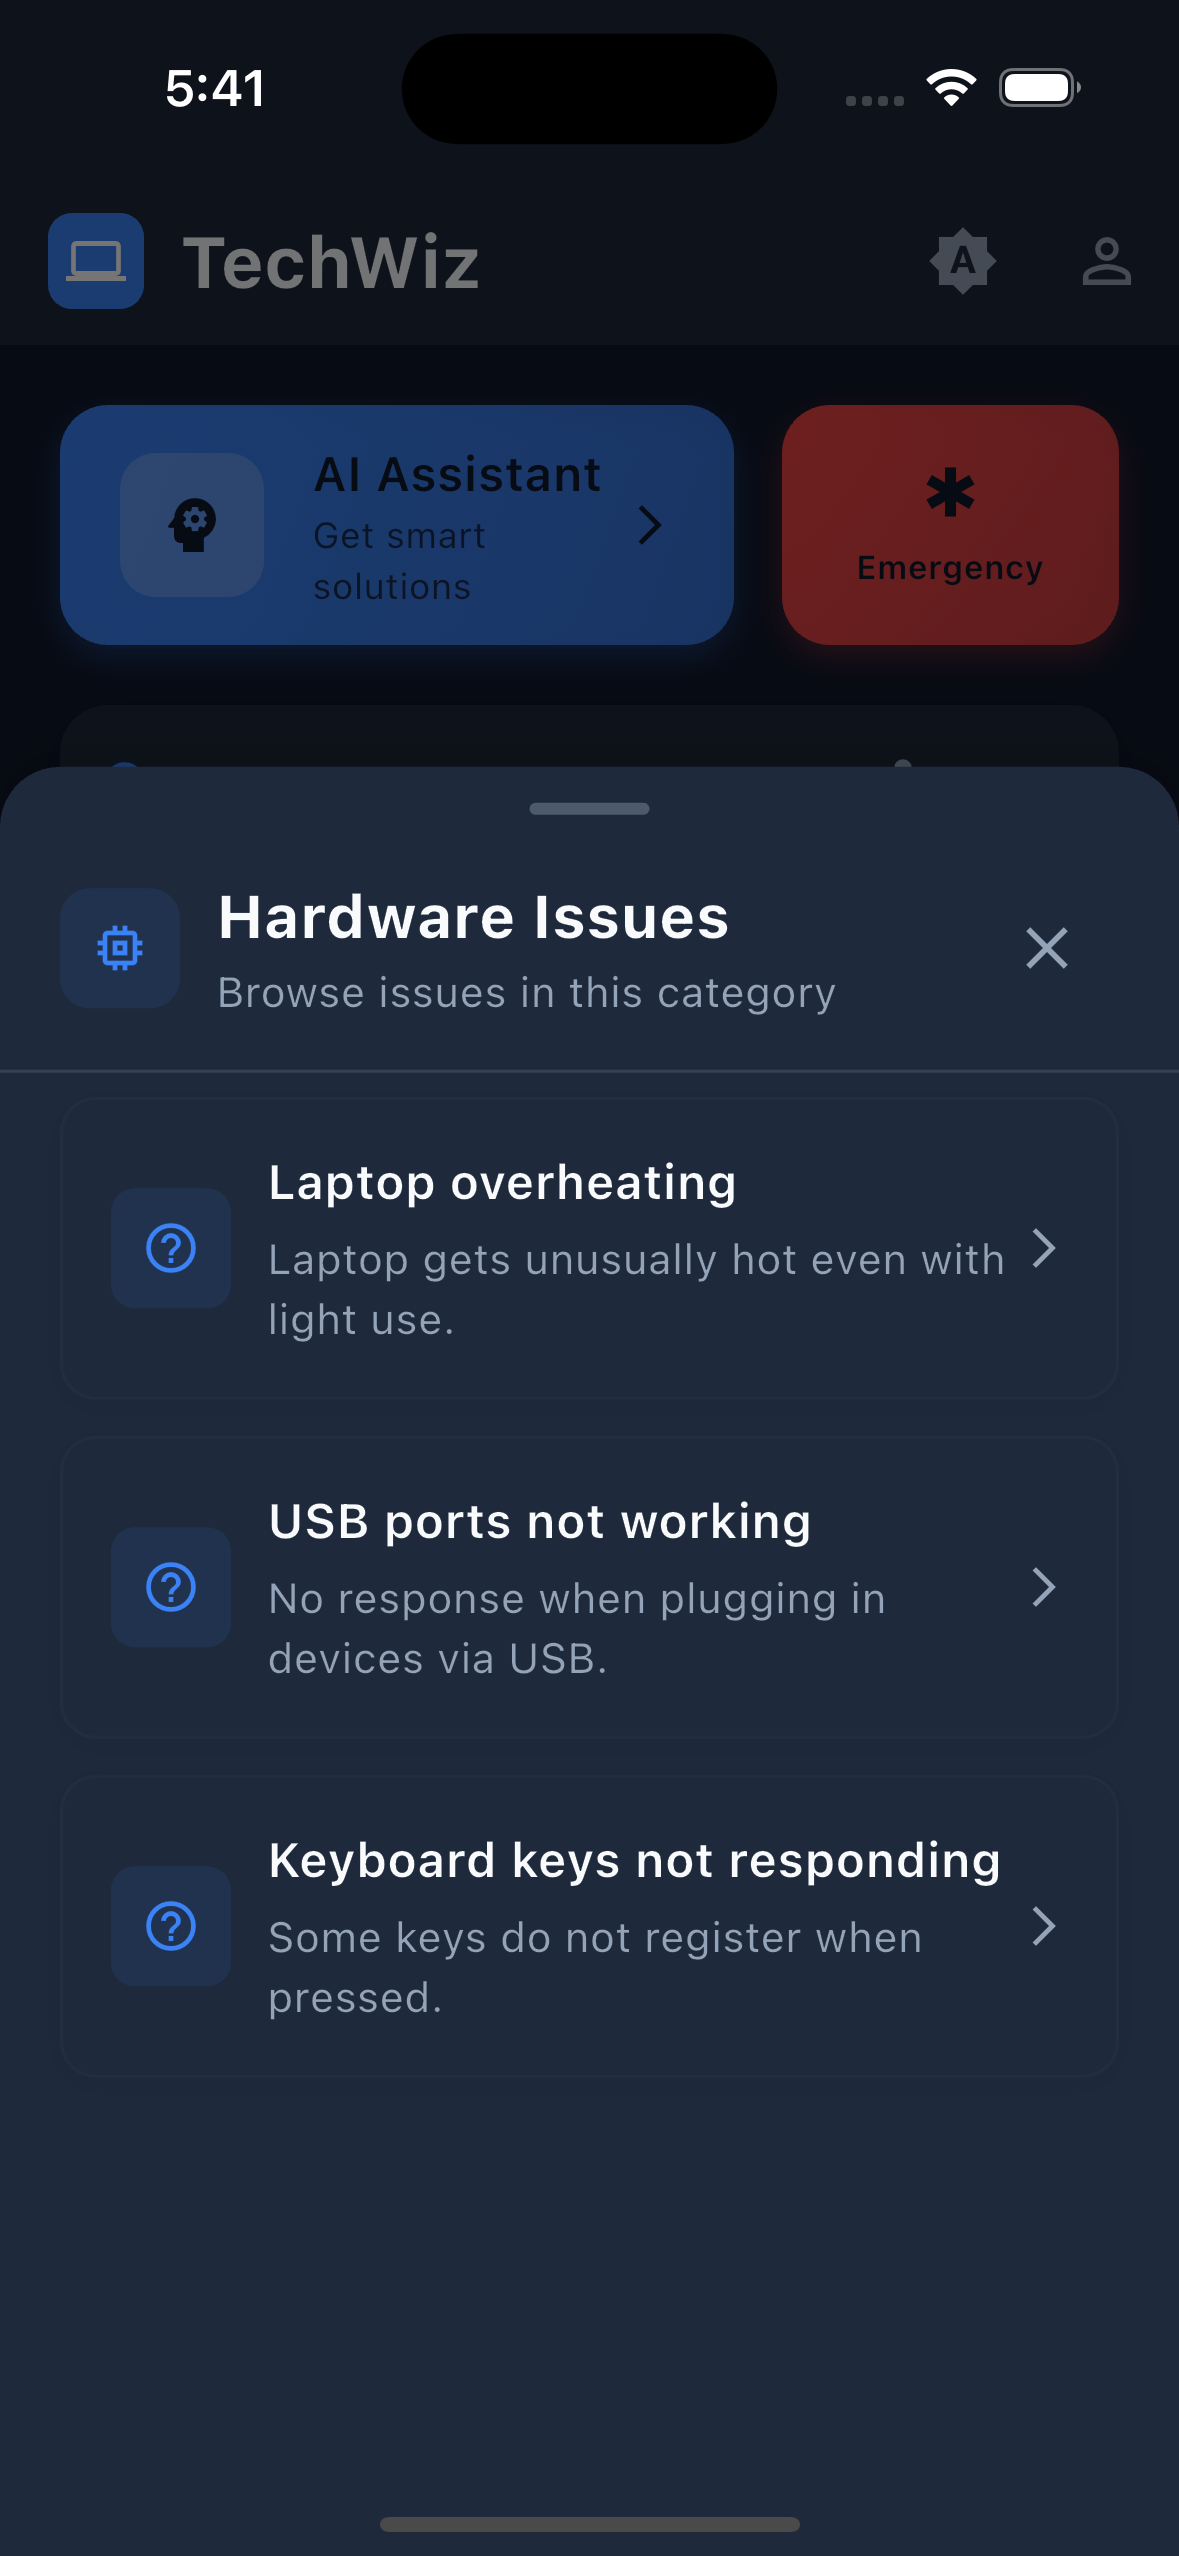 5:41
TechWiz
A
AI Assistant
Get smart
solutions
Emergency
Hardware Issues
Browse issues in this category
Laptop overheating
Laptop gets unusually hot even with
light use.
USB ports not working
No response when plugging in
devices via USB.
Keyboard keys not responding
Some keys do not register when
pressed.